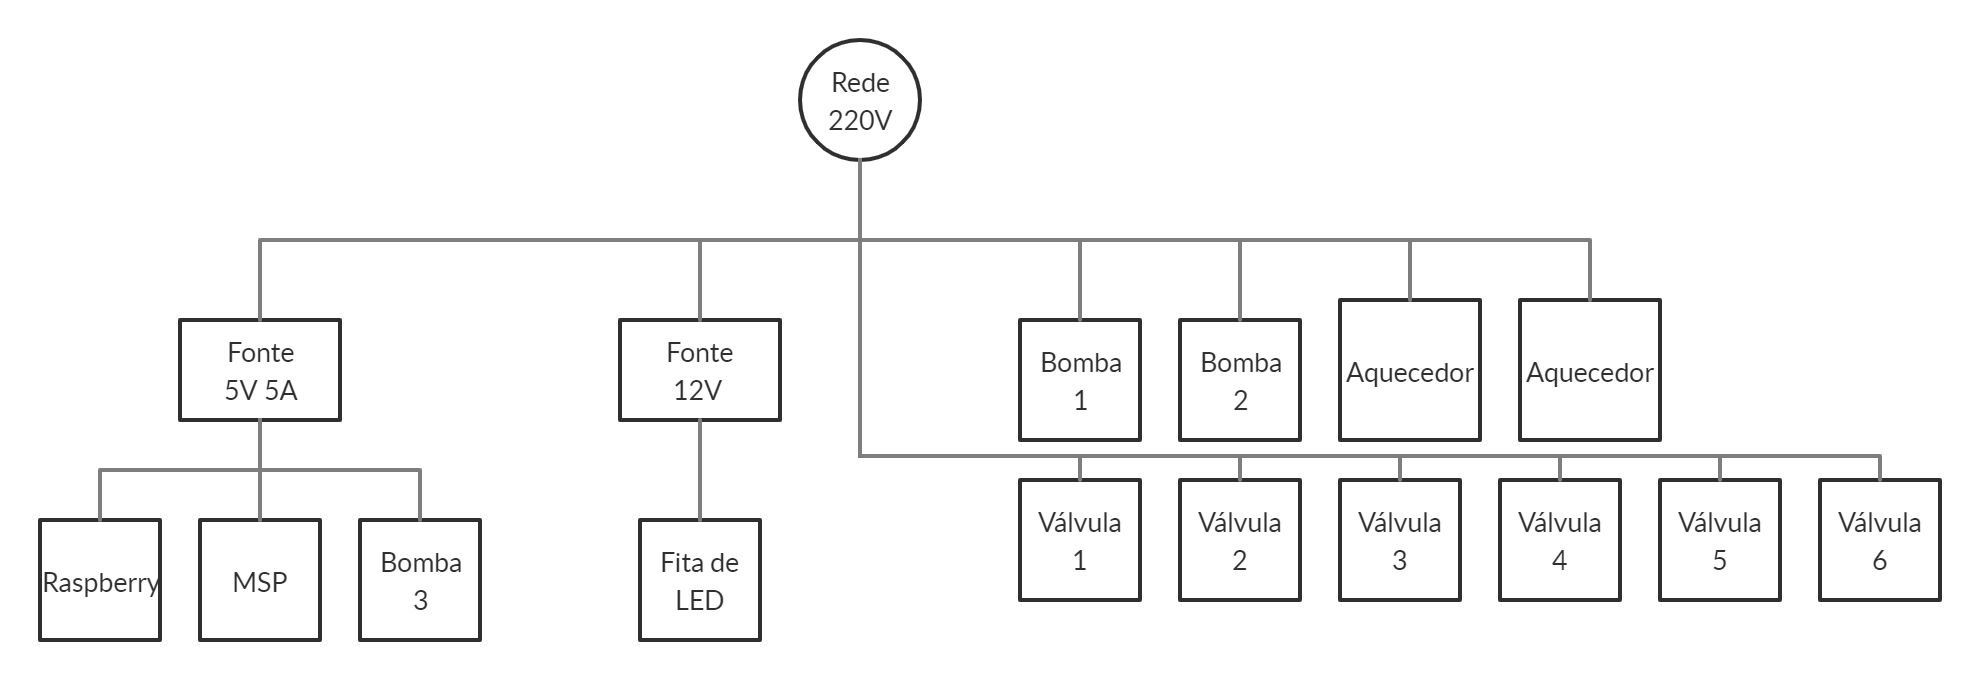 Rede
220V
Fonte
5V 5A
Fonte
12V
Bomba
1
Bomba
2
Aquecedor
Aquecedor
Raspberry
MSP
Bomba
3
Fita de
LED
Válvula
1
Válvula
2
Válvula
3
Válvula
4
Válvula
5
Válvula
6